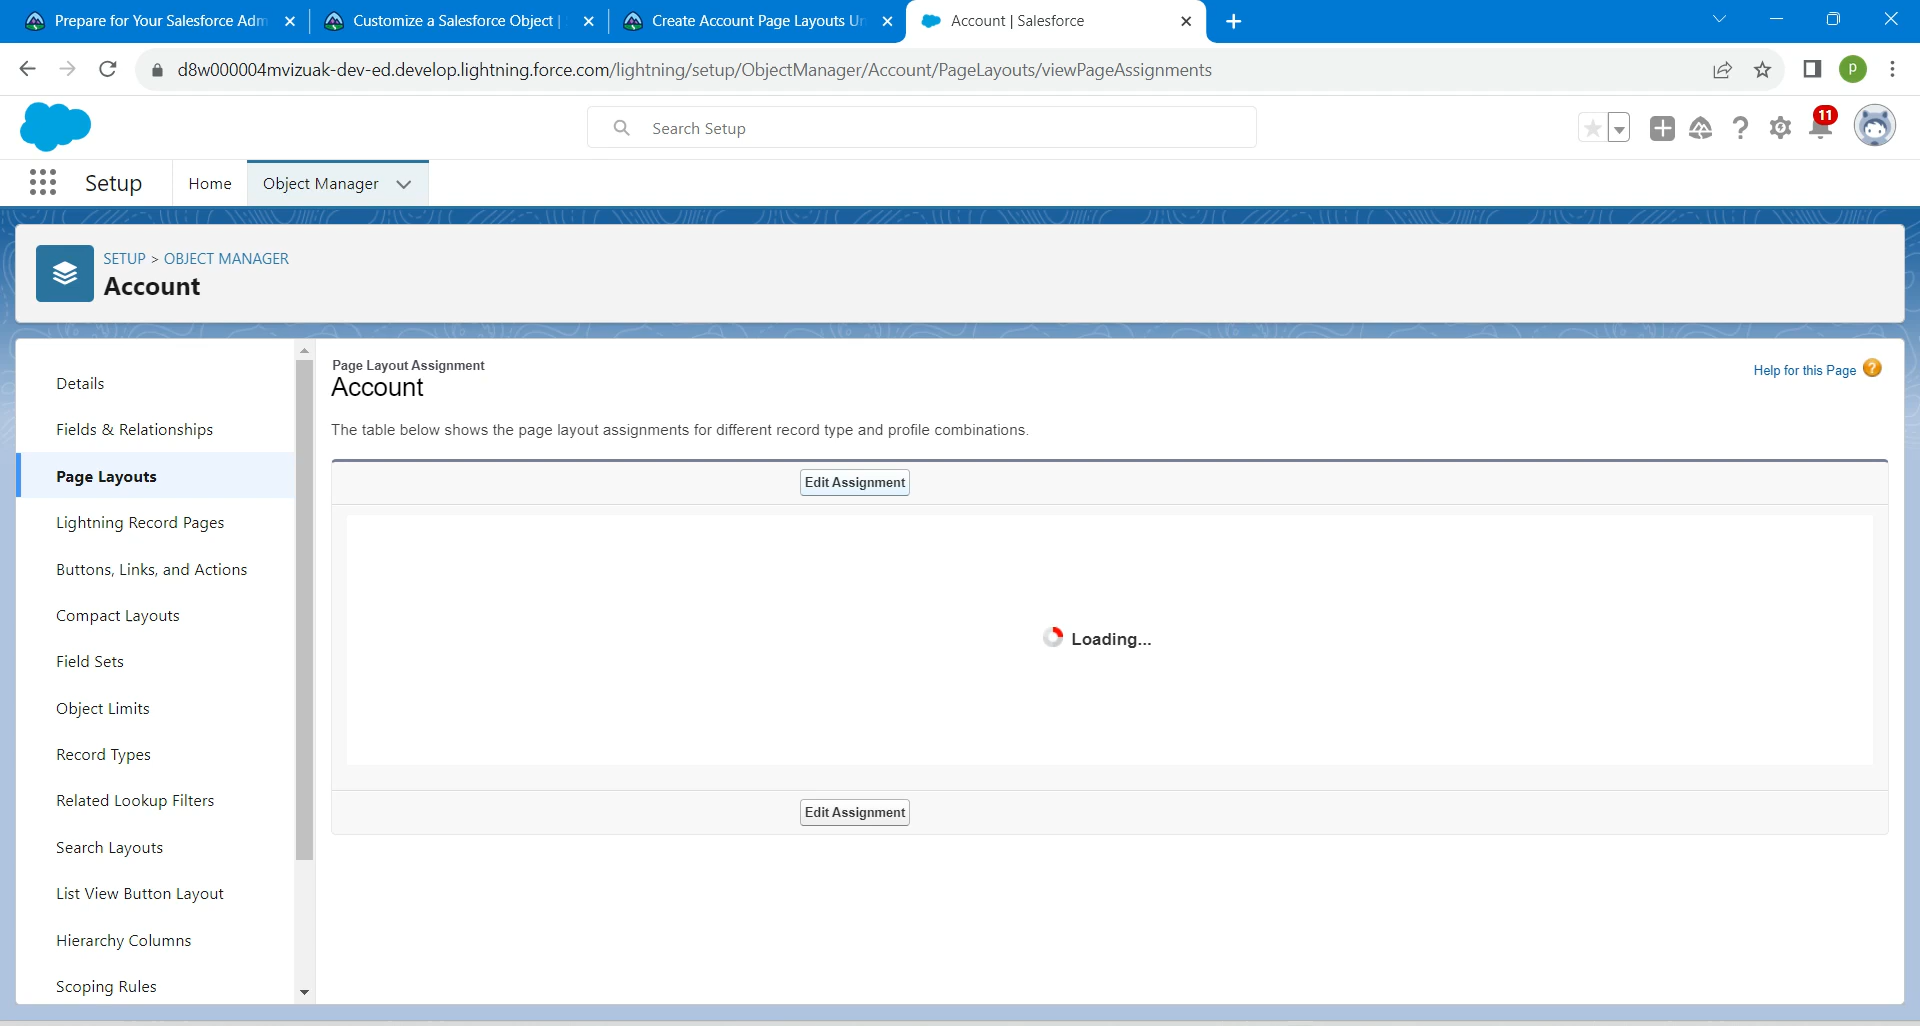 Prepare for Your Salesforce Adm
Customize a Salesforce Object |
Create Account Page Layouts Un
Account | Salesforce
d8w000004mvizuak-dev-ed.develop.lightning.force.com/lightning/setup/ObjectManager/Account/PageLayouts/viewPageAssignments
P
Search Setup
11
Setup
Home
Object Manager
SETUP > OBJECT MANAGER
Account
Details
Fields & Relationships
Page Layouts
Lightning Record Pages
Buttons, Links, and Actions
Compact Layouts
Field Sets
Object Limits
Record Types
Related Lookup Filters
Search Layouts
List View Button Layout
Hierarchy Columns
Scoping Rules
Page Layout Assignment
Account
Help for this Page ?
The table below shows the page layout assignments for different record type and profile combinations.
Edit Assignment
Loading...
Edit Assignment